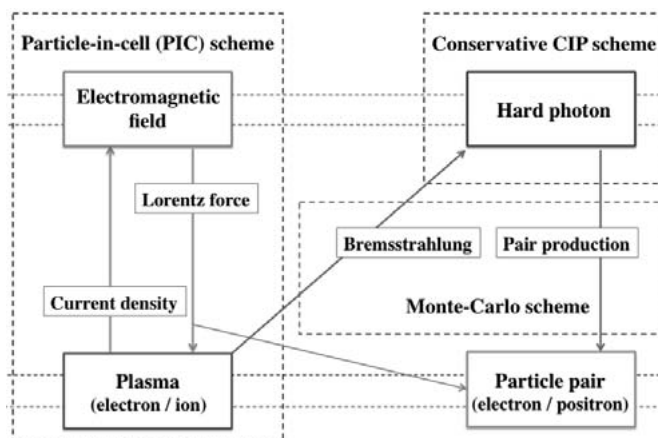 Particle-in-cell (PIC) scheme
Conservative CIP scheme
Electromagnetic
field
Hard photon
Lorentz force
Bremsstrahlung
Pair production
Current density
Monte-Carlo scheme
Plasma
(electron / ion)
Particle pair
(electron / positron)